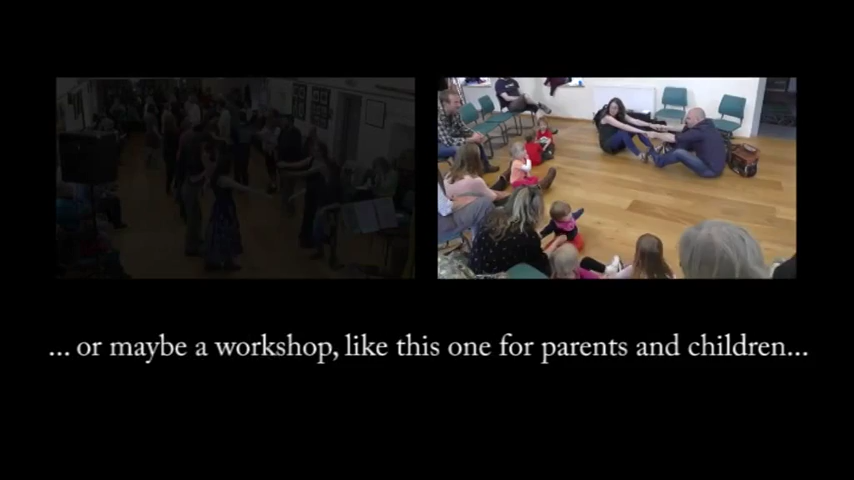 ... or maybe a workshop, like this one for parents and children...